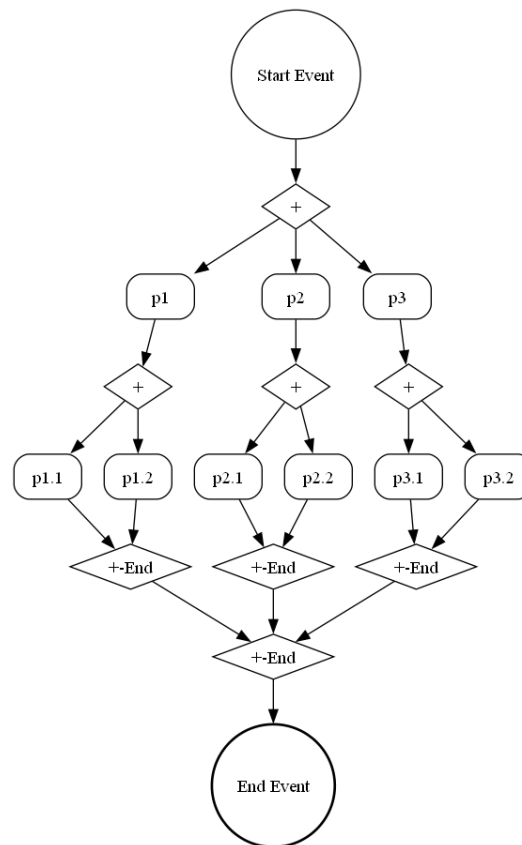 Start Event
+
p1
p2
p3
+
+
+
p1.1
p1.2
p2.1
p2.2
p3.1
p3.2
+-End
+-End
+-End
+-End
End Event